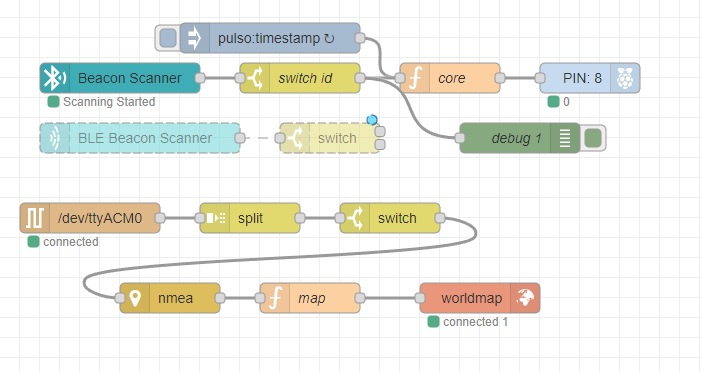 pulso:timestamp ↻
Beacon Scanner
switch id
core
PIN: 8
Scanning Started
0
BLE Beacon Scanner
switch
debug 1
/dev/ttyACM0
split
switch
connected
nmea
map
worldmap
connected 1